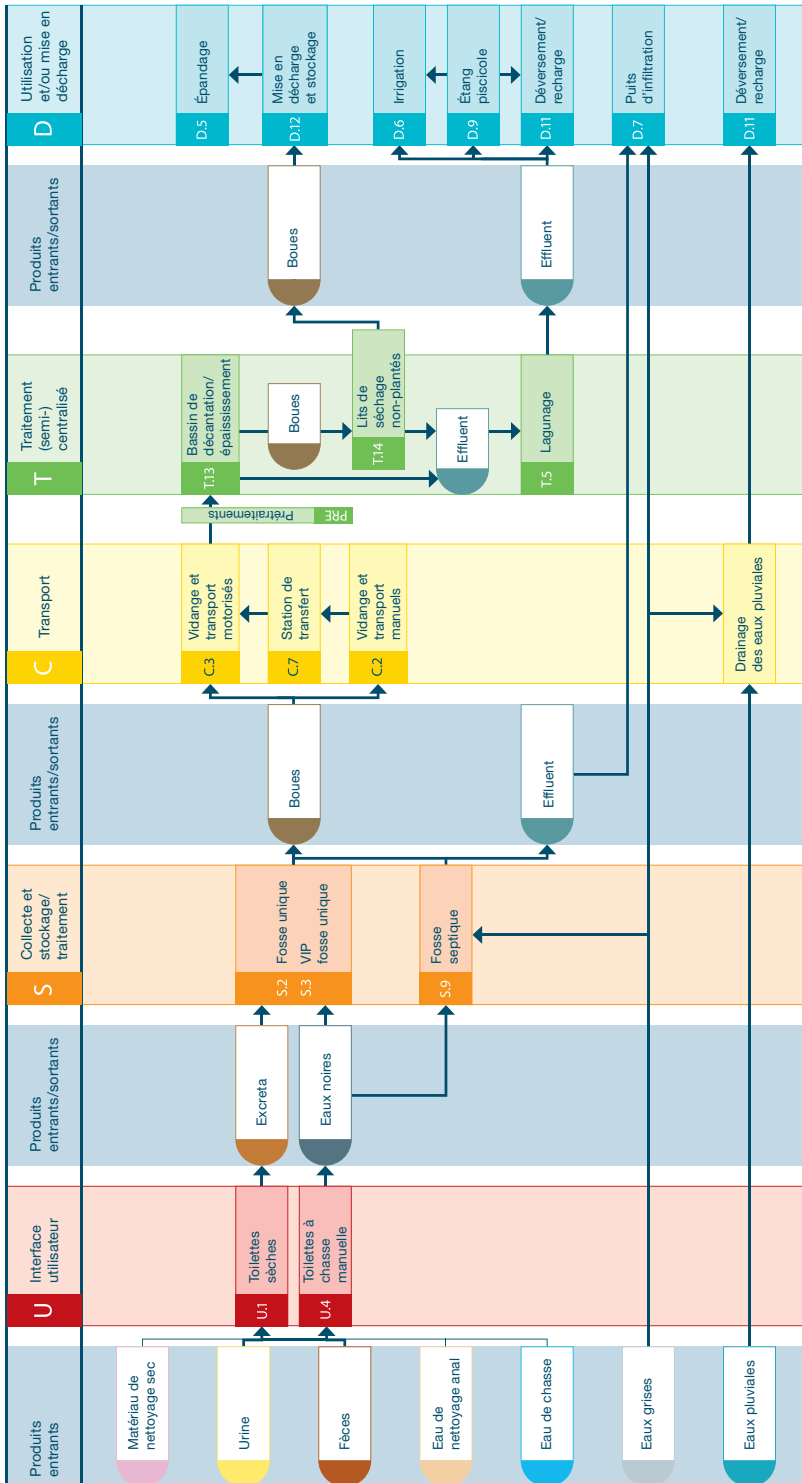 Produits
entrants
U
Interface
utilisateur
Produits
entrants/sortants
S
Collecte et
stockage/
traitement
Produits
entrants/sortants
C
Transport
T
Traitement
(semi-)
centralisé
Produits
entrants/sortants
D
Utilisation
et/ou mise en
décharge
Matériau de
nettoyage sec
Urine
Fèces
Eau de
nettoyage anal
Eau de chasse
Eaux grises
Eaux pluviales
U.1
Toilettes
sèches
U.4
Toilettes à
chasse
manuelle
Excreta
Eaux noires
S.2
Fosse unique
S.3
VIP
fosse unique
S.9
Fosse
septique
Boues
Effluent
C.3
Vidange et
transport
motorisés
C.7
Station de
transfert
C.2
Vidange et
transport
manuels
Drainage
des eaux pluviales
PRE
Prétraitements
T.13
Bassin de
décantation/
épaississement
Boues
T.14
Lits de
séchage
non-plantés
Effluent
T.5
Lagunage
Boues
Effluent
D.5
Épandage
D.12
Mise en
décharge
et stockage
D.6
Irrigation
D.9
Étang
piscicole
D.11
Déversement/
recharge
D.7
Puits
d'infiltration
D.11
Déversement/
recharge